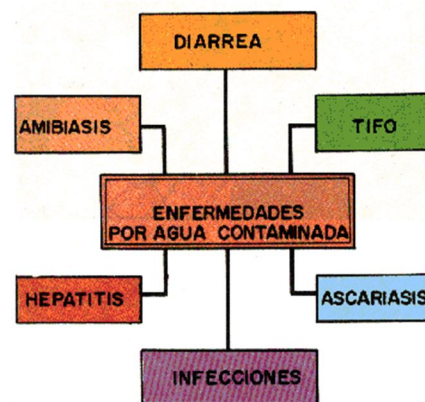 DIARREA
AMIBIASIS
TIFO
ENFERMEDADES
POR AGUA CONTAMINADA
HEPATITIS
ASCARIASIS
INFECCIONES